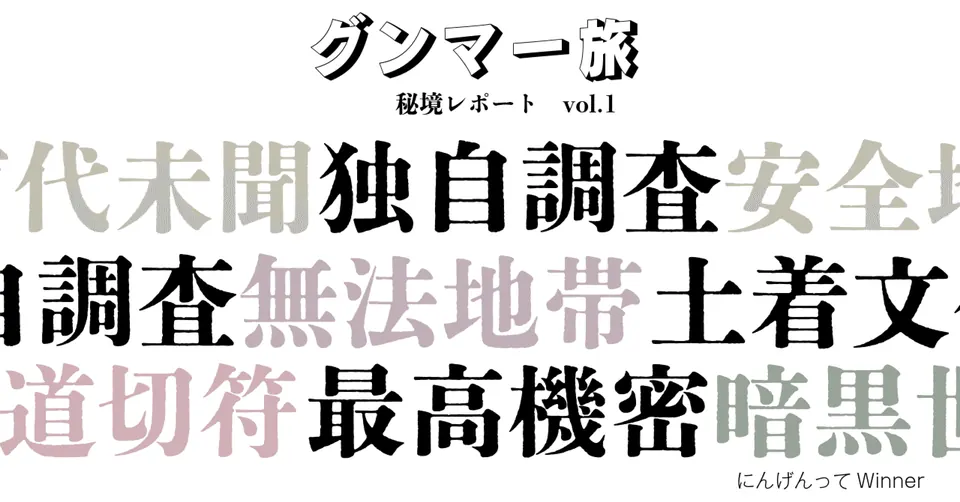 グンマー旅
秘境レポート　vol.1
代未聞独自調査安全
調査無法地帯土着文
道切符最高機密暗黒
にんげんって Winner